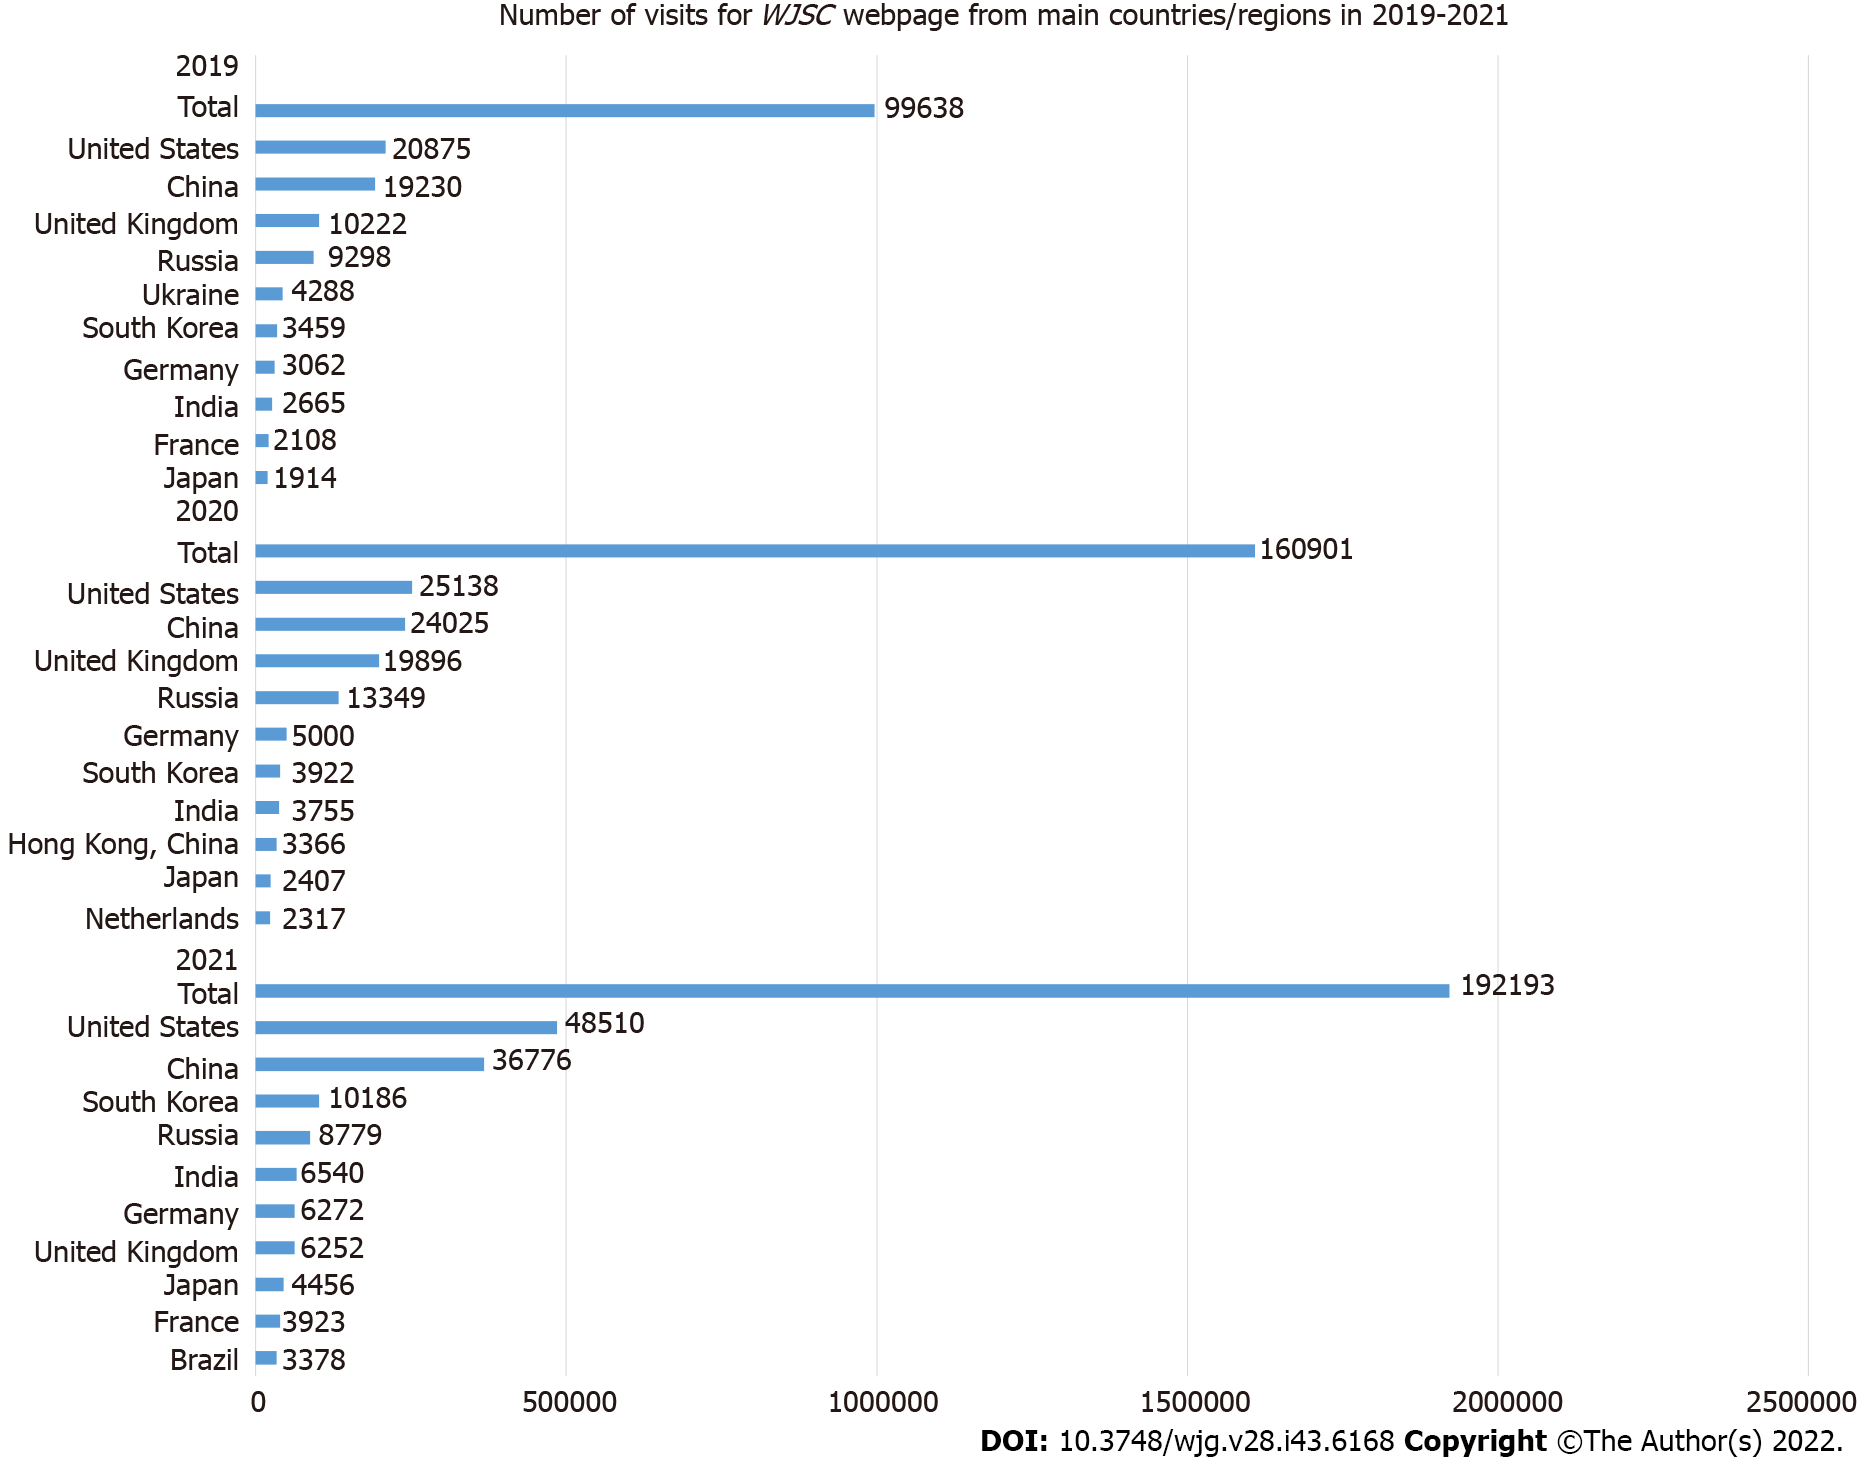 Number of visits for WJSC webpage from main countries/regions in 2019-2021
2019
Total 99638
United States 20875
China 19230
United Kingdom 10222
Russia 9298
Ukraine 4288
South Korea 3459
Germany 3062
India 2665
France 2108
Japan 1914
2020
Total 160901
United States 25138
China 24025
United Kingdom 19896
Russia 13349
Germany 5000
South Korea 3922
India 3755
Hong Kong, China 3366
Japan 2407
Netherlands 2317
2021
Total 192193
United States 48510
China 36776
South Korea 10186
Russia 8779
India 6540
Germany 6272
United Kingdom 6252
Japan 4456
France 3923
Brazil 3378
0 500000 1000000 1500000 2000000 2500000
DOI: 10.3748/wjg.v28.i43.6168 Copyright ©The Author(s) 2022.